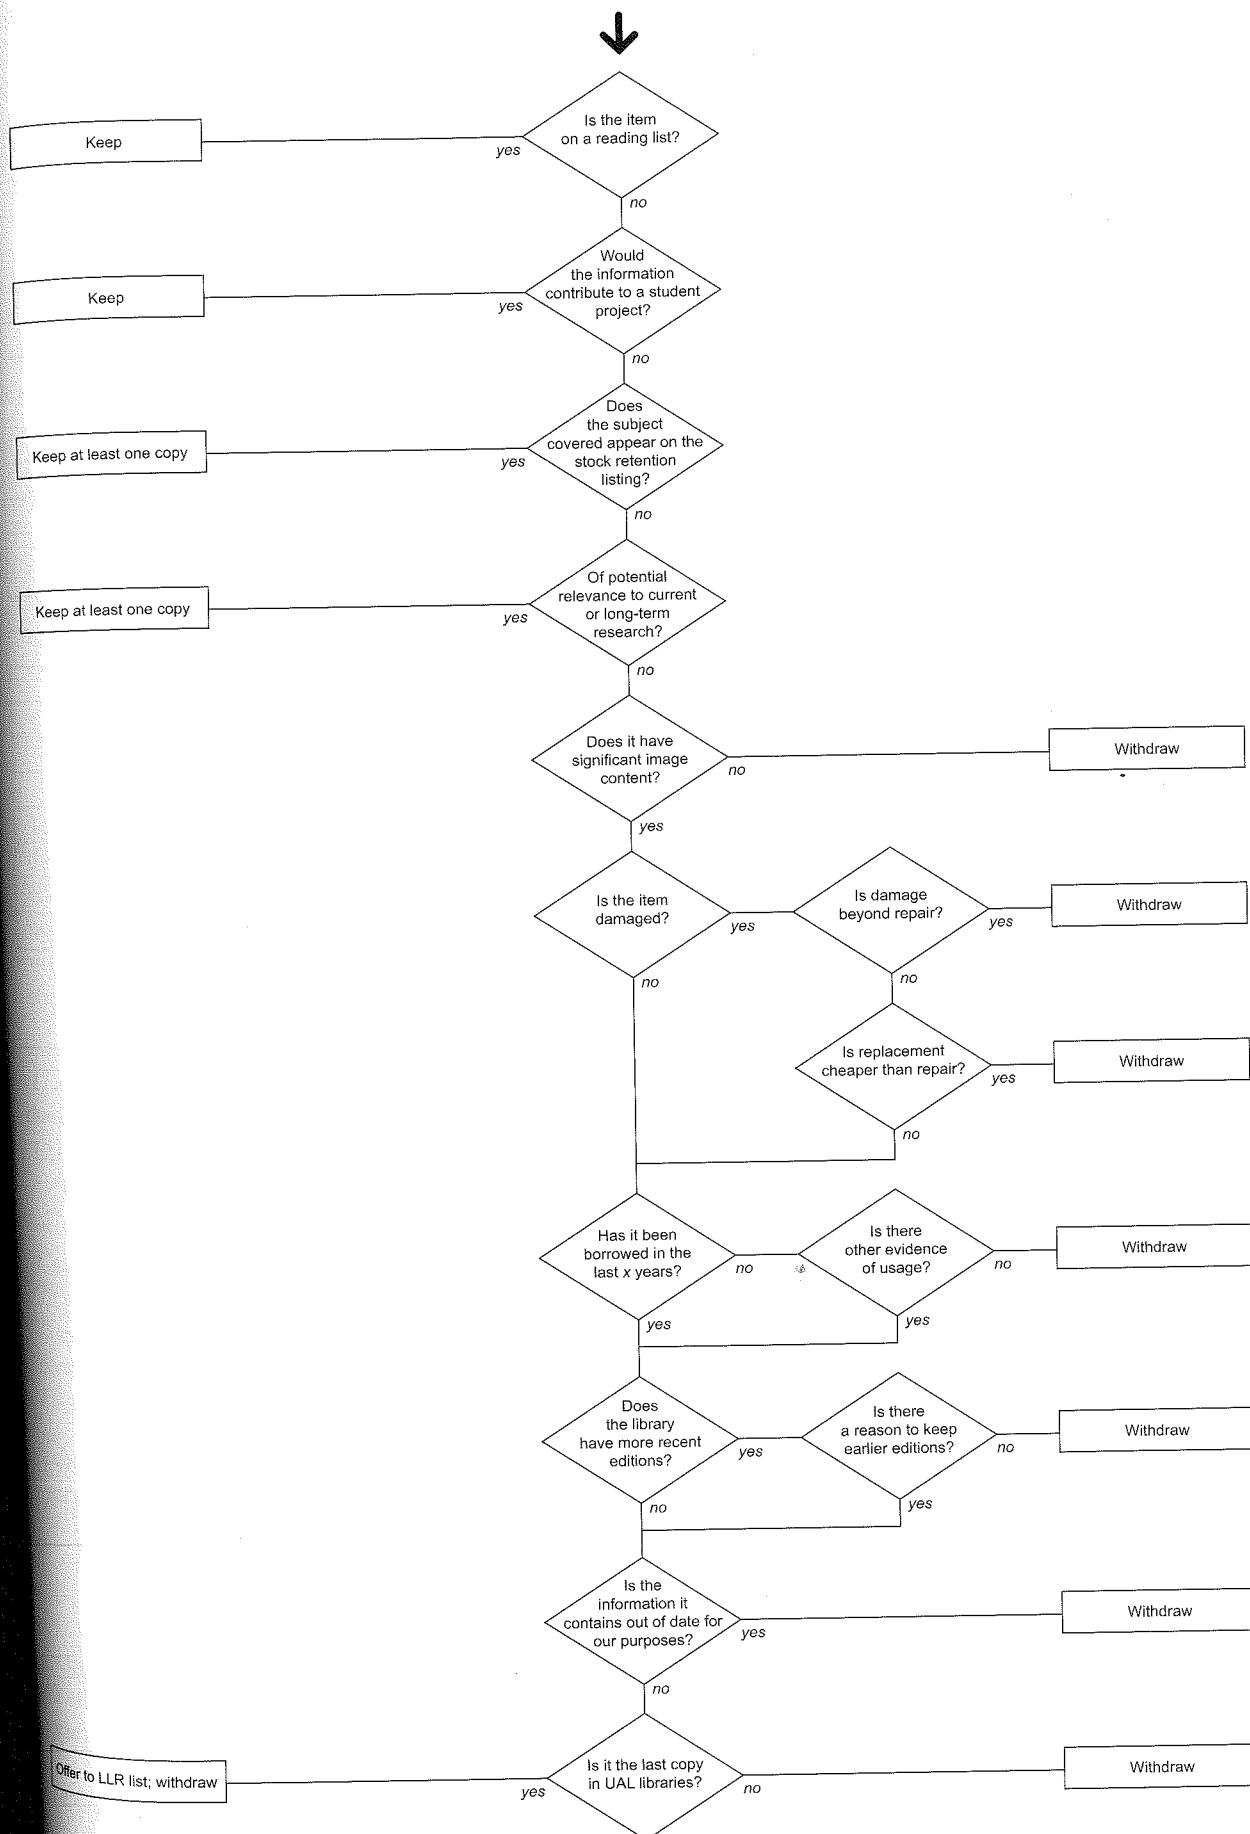 Is the item
on a reading list?
Keep
yes
no
Would
the information
contribute to a student
project?
Keep
yes
no
Does
the subject
covered appear on the
stock retention
listing?
Keep at least one copy
yes
no
Of potential
relevance to current
or long-term
research?
Keep at least one copy
yes
no
Does it have
significant image
content?
no
Withdraw
yes
Is the item
damaged?
yes
Is damage
beyond repair?
yes
Withdraw
no
no
Is replacement
cheaper than repair?
yes
Withdraw
no
Has it been
borrowed in the
last x years?
no
Is there
other evidence
of usage?
no
Withdraw
yes
yes
Does
the library
have more recent
editions?
yes
Is there
a reason to keep
earlier editions?
no
Withdraw
no
yes
Is the
information it
contains out of date for
our purposes?
yes
Withdraw
no
Is it the last copy
in UAL libraries?
Offer to LLR list; withdraw
yes
no
Withdraw